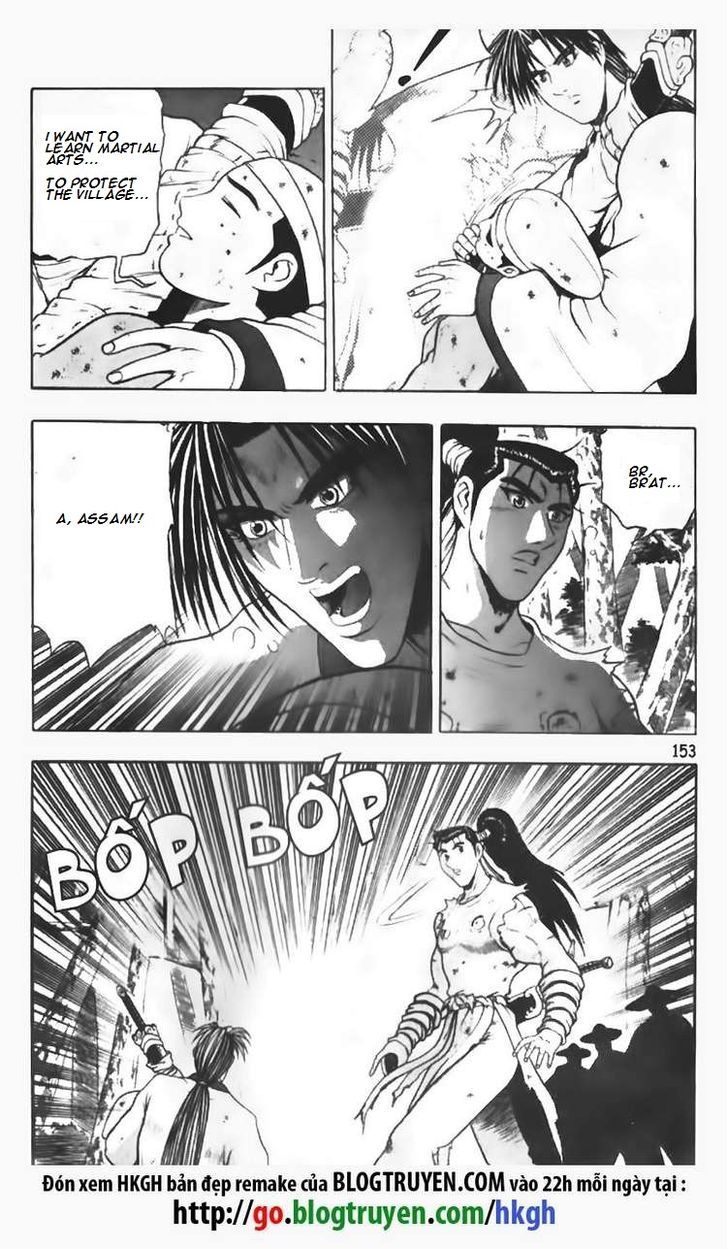 I WANT TO
LEARN MARTIAL
ARTS...
TO PROTECT
THE VILLAGE...
A, ASSAM!!
BR,
BRAT...
153
BỐP BỐP
Đón xem HKGH bản đẹp remake của BLOGTRUYEN.COM vào 22h mỗi ngày tại :
http://go.blogtruyen.com/hkgh